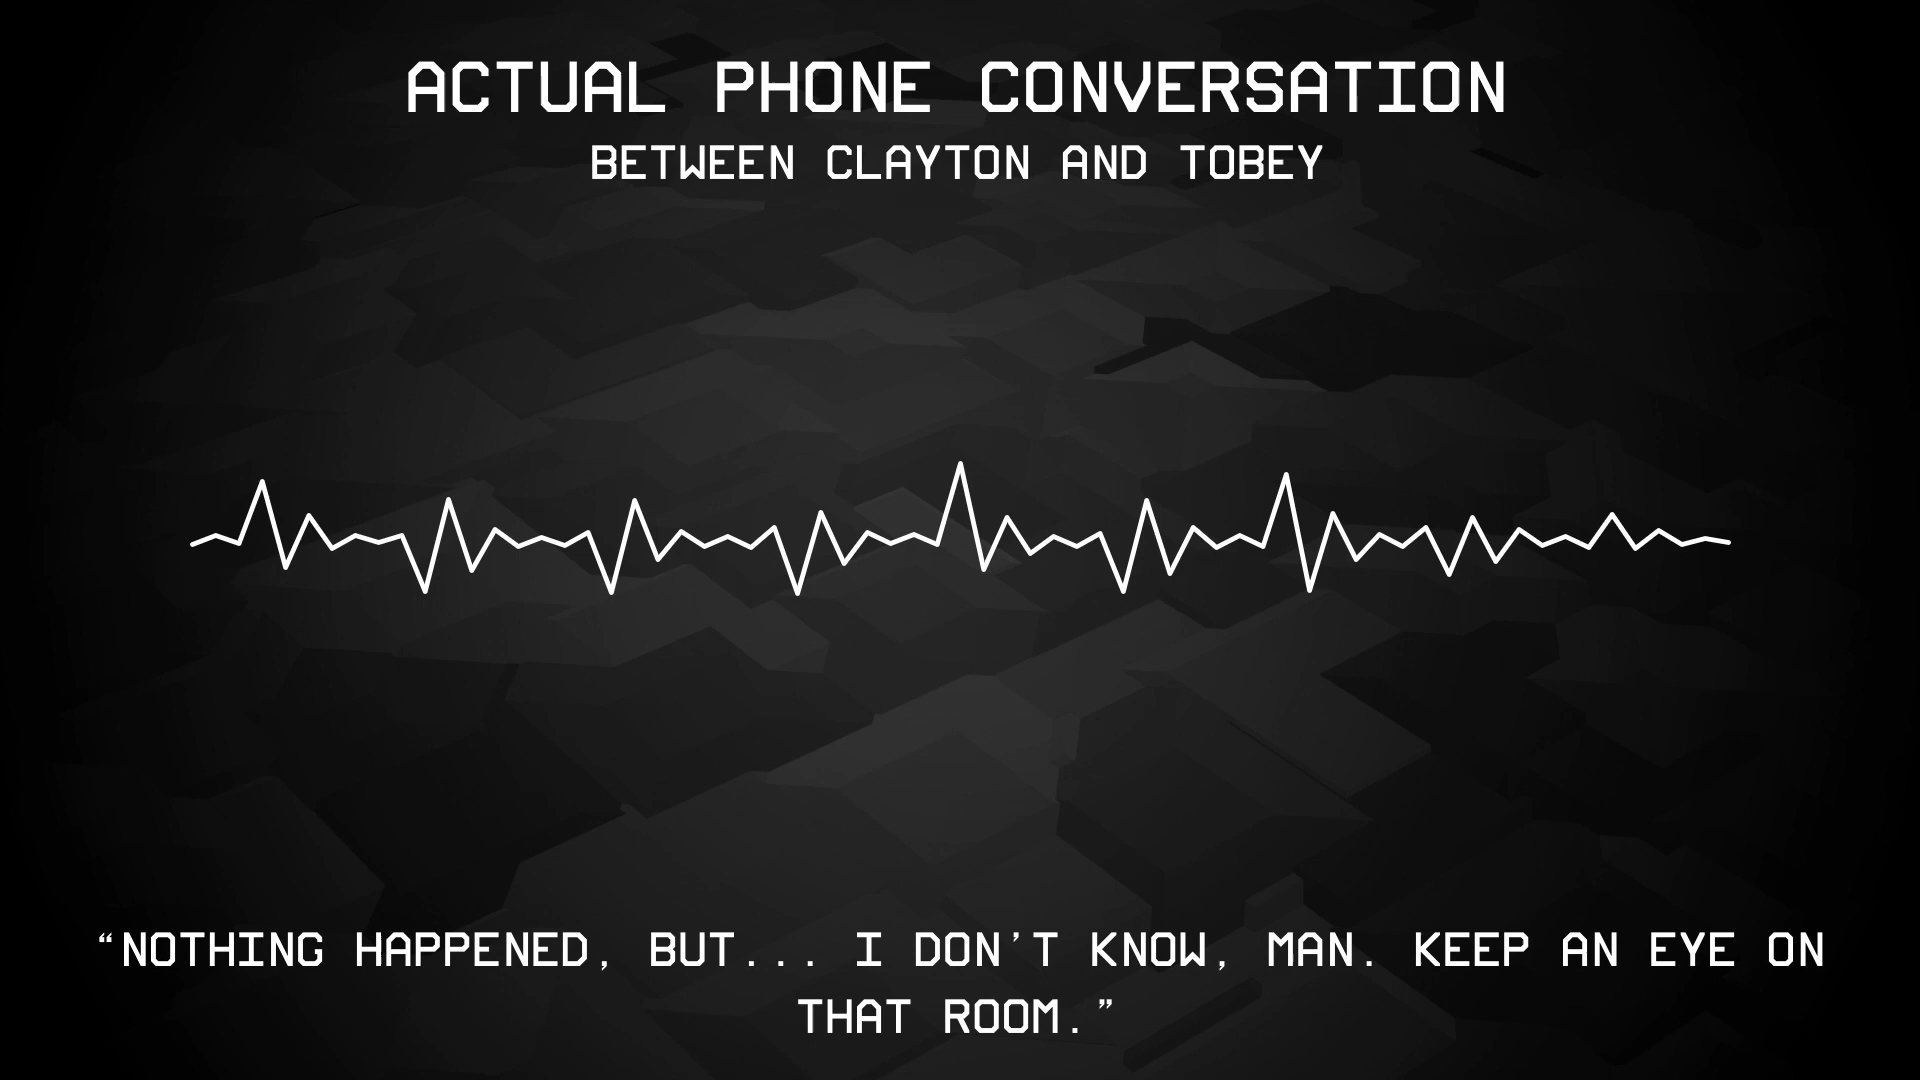 ACTUAL PHONE CONVERSATION
BETWEEN CLAYTON AND TOBEY
“NOTHING HAPPENED, BUT... I DON’T KNOW, MAN. KEEP AN EYE ON
THAT ROOM.”